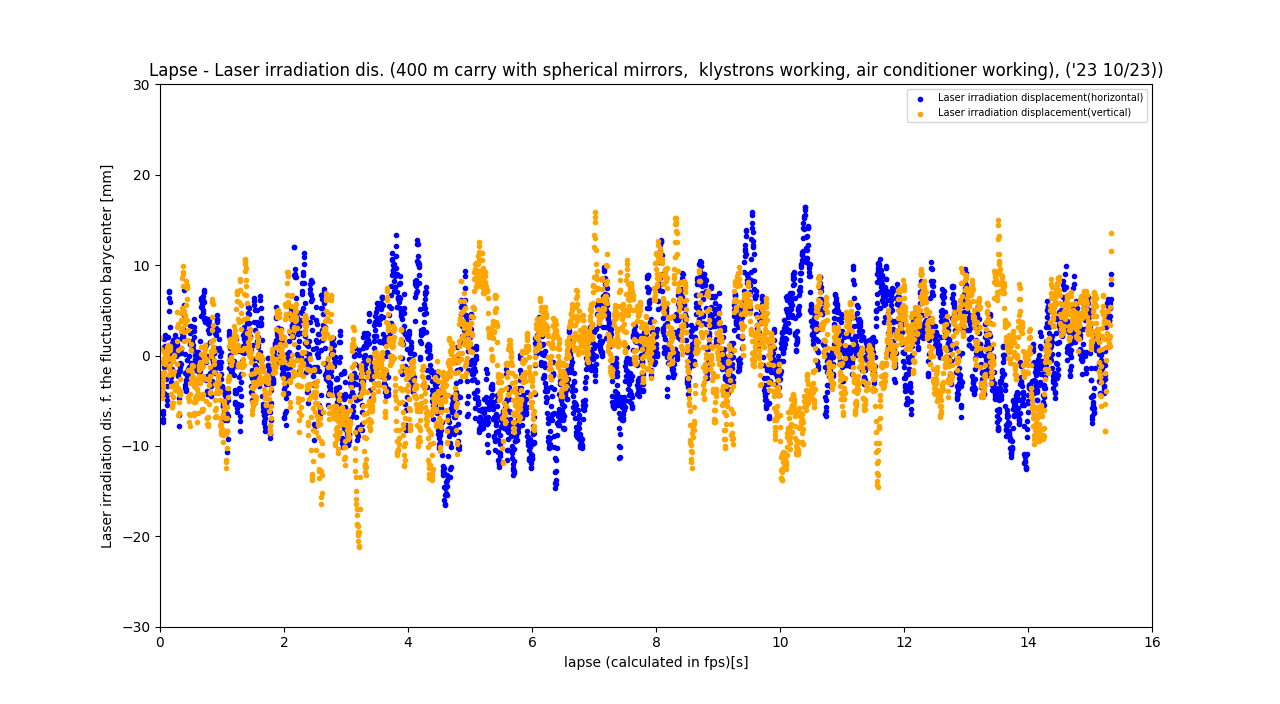 Lapse - Laser irradiation dis. (400 m carry with spherical mirrors,  klystrons working, air conditioner working), ('23 10/23))
Laser irradiation displacement(horizontal)
Laser irradiation displacement(vertical)
Laser irradiation dis. f. the fluctuation barycenter [mm]
30
20
10
0
−10
−20
−30
0 2 4 6 8 10 12 14 16
lapse (calculated in fps)[s]